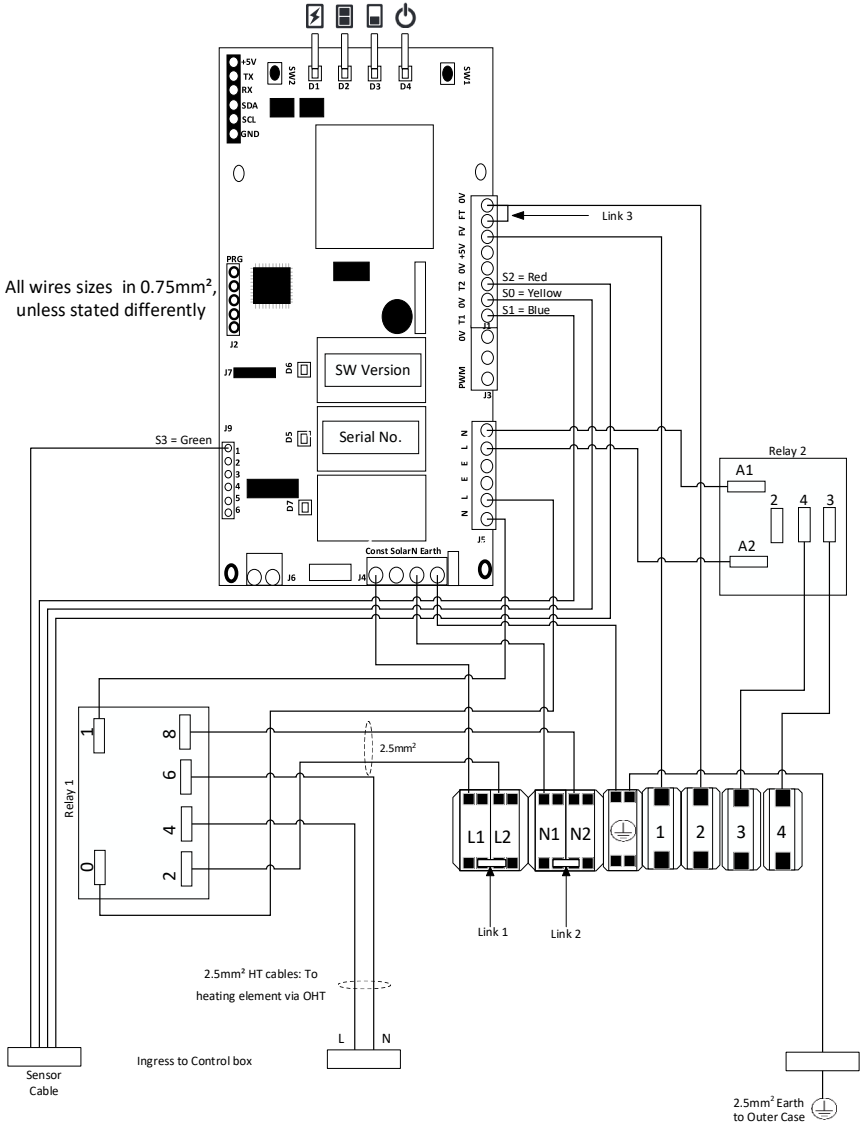 +5V
TX
RX
SDA
SCL
GND
SW2
D1
D2
D3
D4
SW1
0V
FT
FV
+5V
0V
T2
0V
T1
J1
0V
PWM
J3
Link 3
S2 = Red
S0 = Yellow
S1 = Blue
All wires sizes in 0.75mm²,
unless stated differently
PRG
J2
J7
D6
SW Version
J9
S3 = Green
1
2
3
4
5
6
D5
Serial No.
D7
N
L
E
E
L
N
J5
Const SolarN Earth
J6
J4
Relay 2
A1
2
4
3
A2
Relay 1
1
8
6
4
0
2
2.5mm²
L1
L2
N1
N2
1
2
3
4
Link 1
Link 2
2.5mm² HT cables: To
heating element via OHT
L
N
Sensor
Cable
Ingress to Control box
2.5mm² Earth
to Outer Case